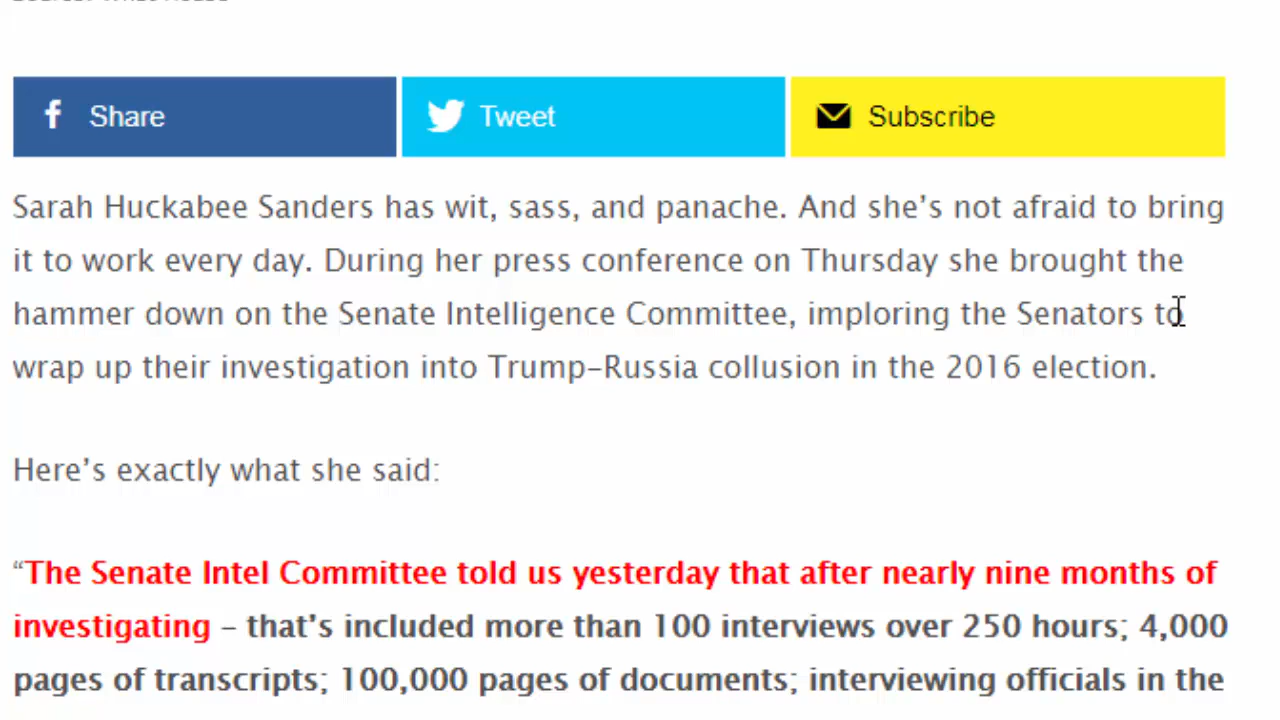 Share
Tweet
Subscribe
Sarah Huckabee Sanders has wit, sass, and panache. And she’s not afraid to bring
it to work every day. During her press conference on Thursday she brought the
hammer down on the Senate Intelligence Committee, imploring the Senators to
wrap up their investigation into Trump–Russia collusion in the 2016 election.
Here’s exactly what she said:
“The Senate Intel Committee told us yesterday that after nearly nine months of
investigating – that’s included more than 100 interviews over 250 hours; 4,000
pages of transcripts; 100,000 pages of documents; interviewing officials in the